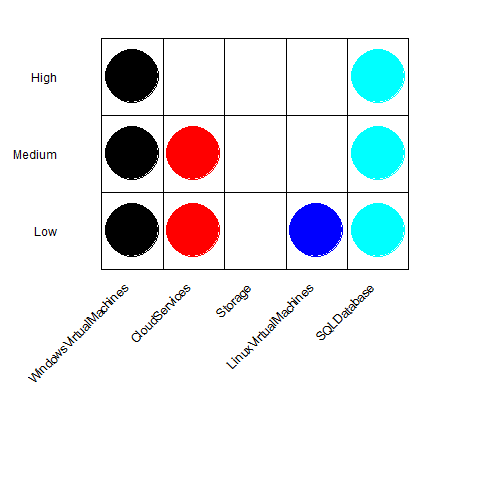 High
Medium
Low
WindowsVirtualMachines
CloudServices
Storage
LinuxVirtualMachines
SQLDatabase